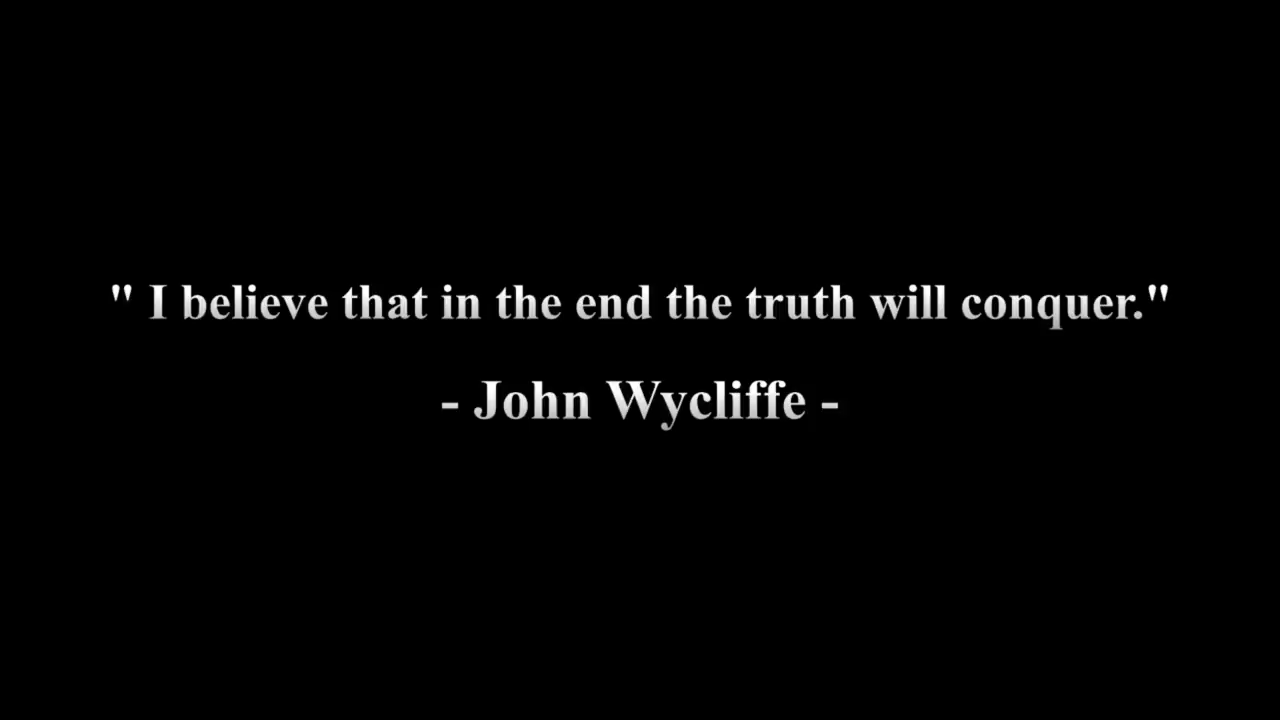 " I believe that in the end the truth will conquer."
- John Wycliffe -